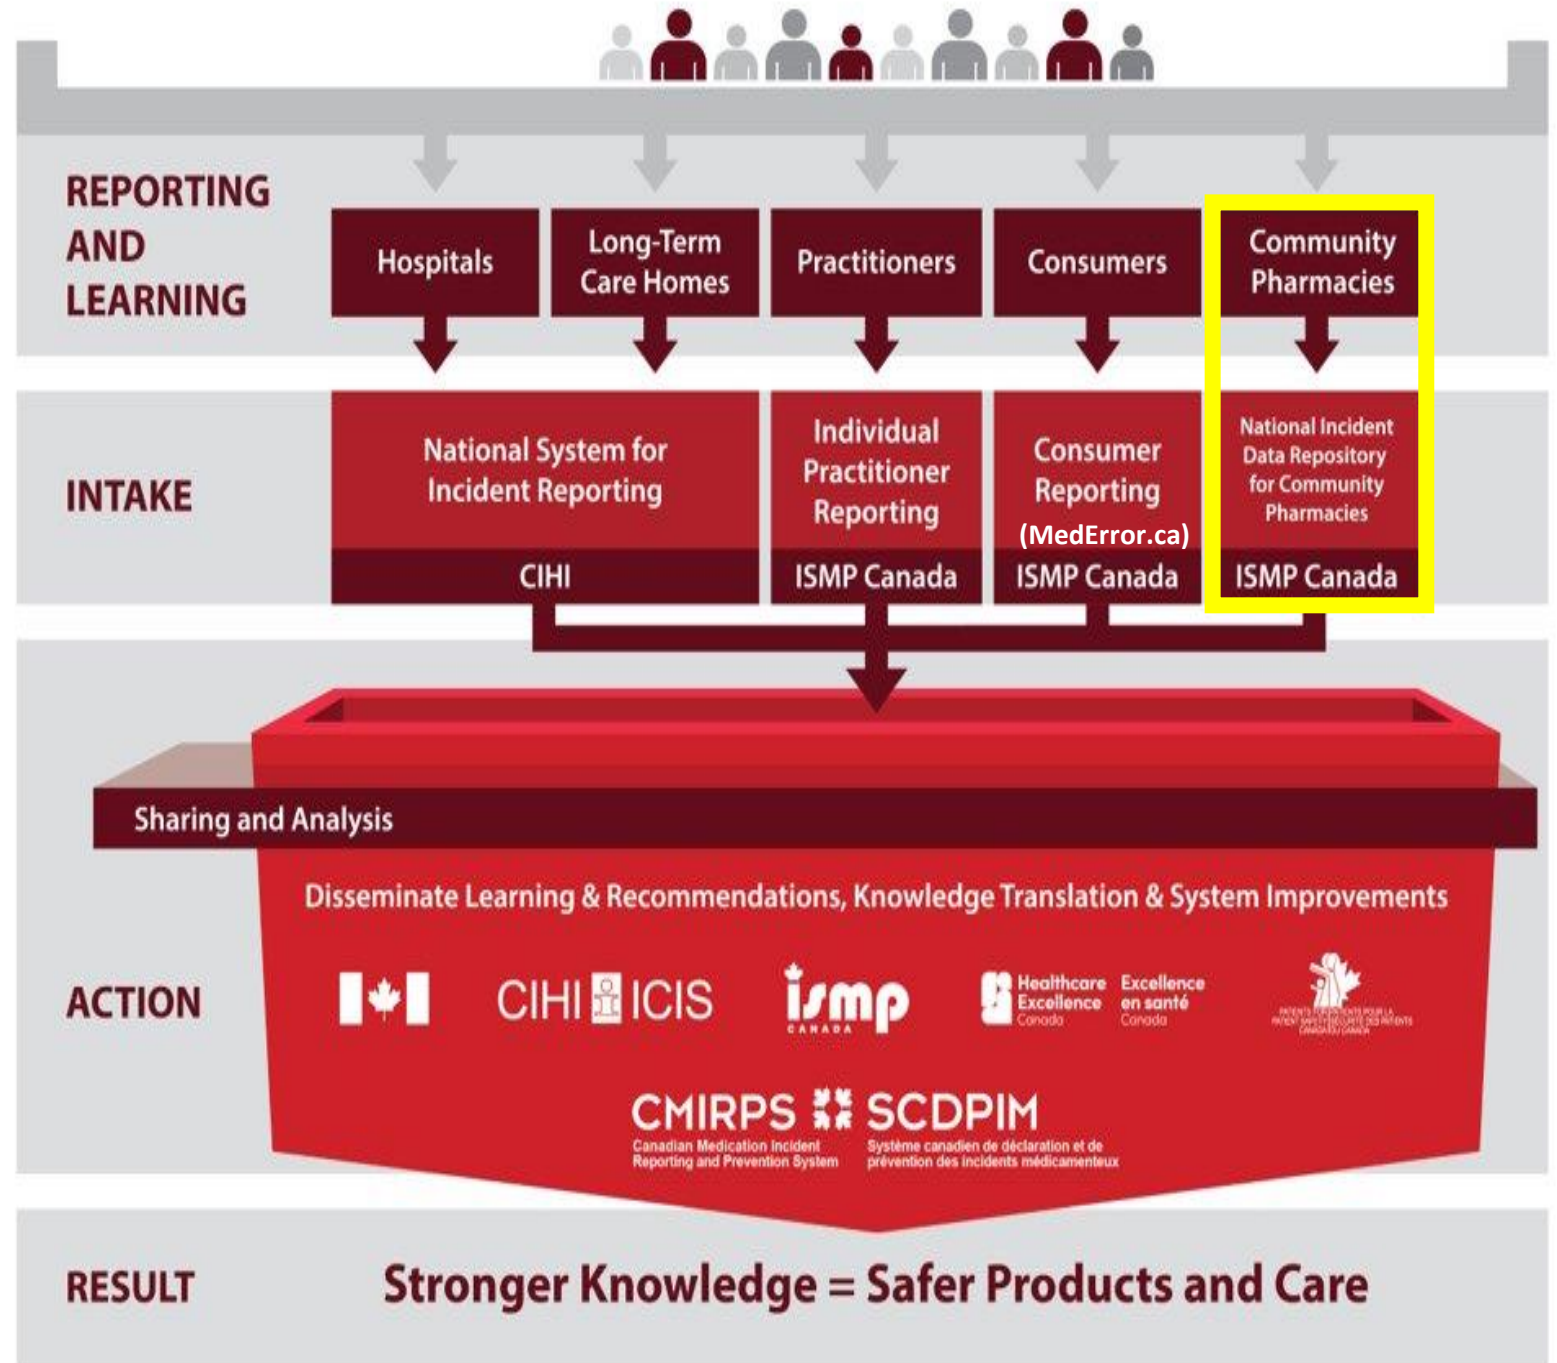 REPORTING
AND
LEARNING
Hospitals
Long-Term
Care Homes
Practitioners
Consumers
Community
Pharmacies
INTAKE
National System for
Incident Reporting
CIHI
Individual
Practitioner
Reporting
ISMP Canada
Consumer
Reporting
(MedError.ca)
ISMP Canada
National Incident
Data Repository
for Community
Pharmacies
ISMP Canada
Sharing and Analysis
ACTION
Disseminate Learning & Recommendations, Knowledge Translation & System Improvements
CIHI ICIS
ismp
CANADA
Healthcare
Excellence
Canada
Excellence
en santé
Canada
CMIRPS
Canadian Medication Incident
Reporting and Prevention System
SCDPIM
Système canadien de déclaration et de
prévention des incidents médicamenteux
RESULT
Stronger Knowledge = Safer Products and Care